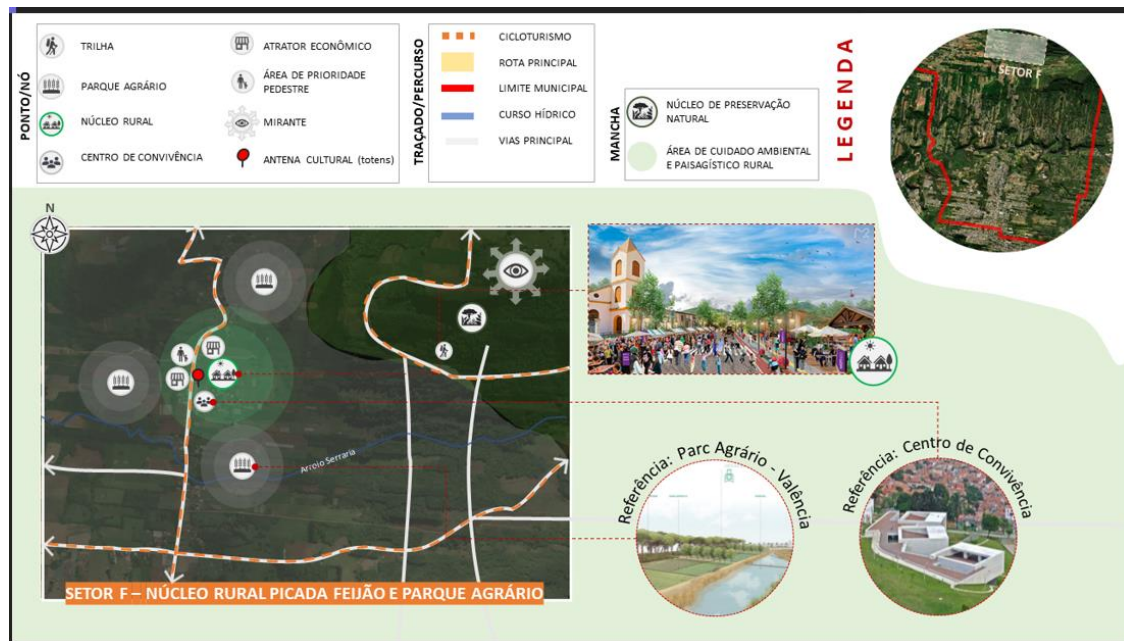 PONTO/NÓ
TRILHA
PARQUE AGRÁRIO
NÚCLEO RURAL
CENTRO DE CONVIVÊNCIA
ATRATOR ECONÔMICO
ÁREA DE PRIORIDADE
PEDESTRE
MIRANTE
ANTENA CULTURAL (totens)
TRAÇADO/PERCURSO
CICLOTURISMO
ROTA PRINCIPAL
LIMITE MUNICIPAL
CURSO HÍDRICO
VIAS PRINCIPAL
MANCHA
NÚCLEO DE PRESERVAÇÃO
NATURAL
ÁREA DE CUIDADO AMBIENTAL
E PAISAGÍSTICO RURAL
LEGENDA
SETOR F
N
Arroio Serraria
Referência: Parc Agrário - Valência
Referência: Centro de Convivência
SETOR F – NÚCLEO RURAL PICADA FEIJÃO E PARQUE AGRÁRIO